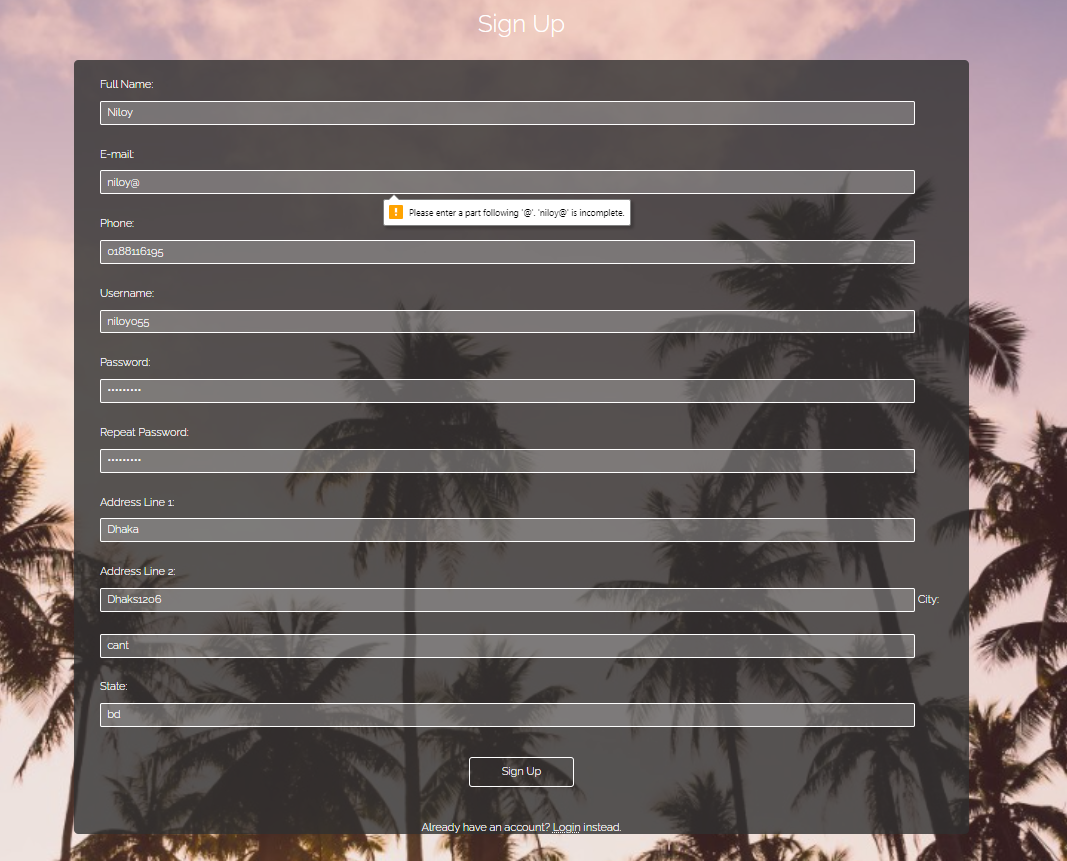 Sign Up
Full Name:
Niloy
E-mail:
niloy@
Please enter a part following '@'. 'niloy@' is incomplete.
Phone:
0188116195
Username:
niloy055
Password:
•••••••••
Repeat Password:
•••••••••
Address Line 1:
Dhaka
Address Line 2:
Dhaks1206 City:
cant
State:
bd
Sign Up
Already have an account? Login instead.